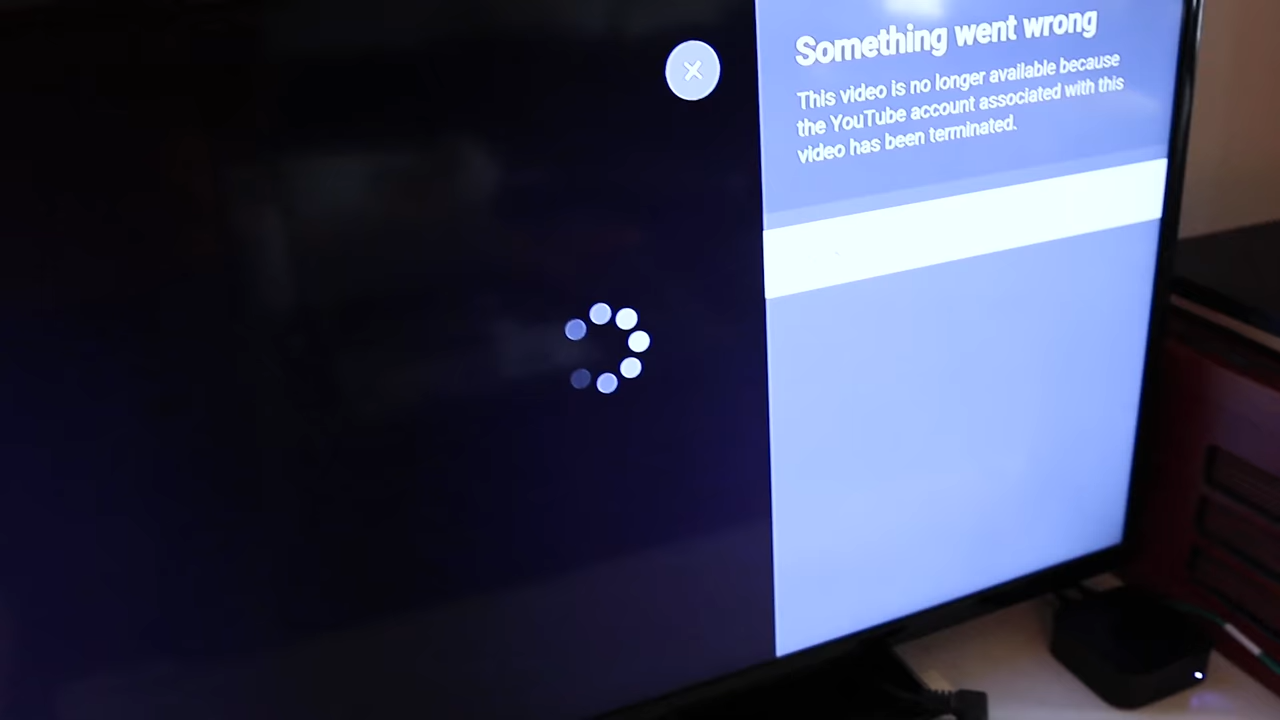 Something went wrong
This video is no longer available because
the YouTube account associated with this
video has been terminated.